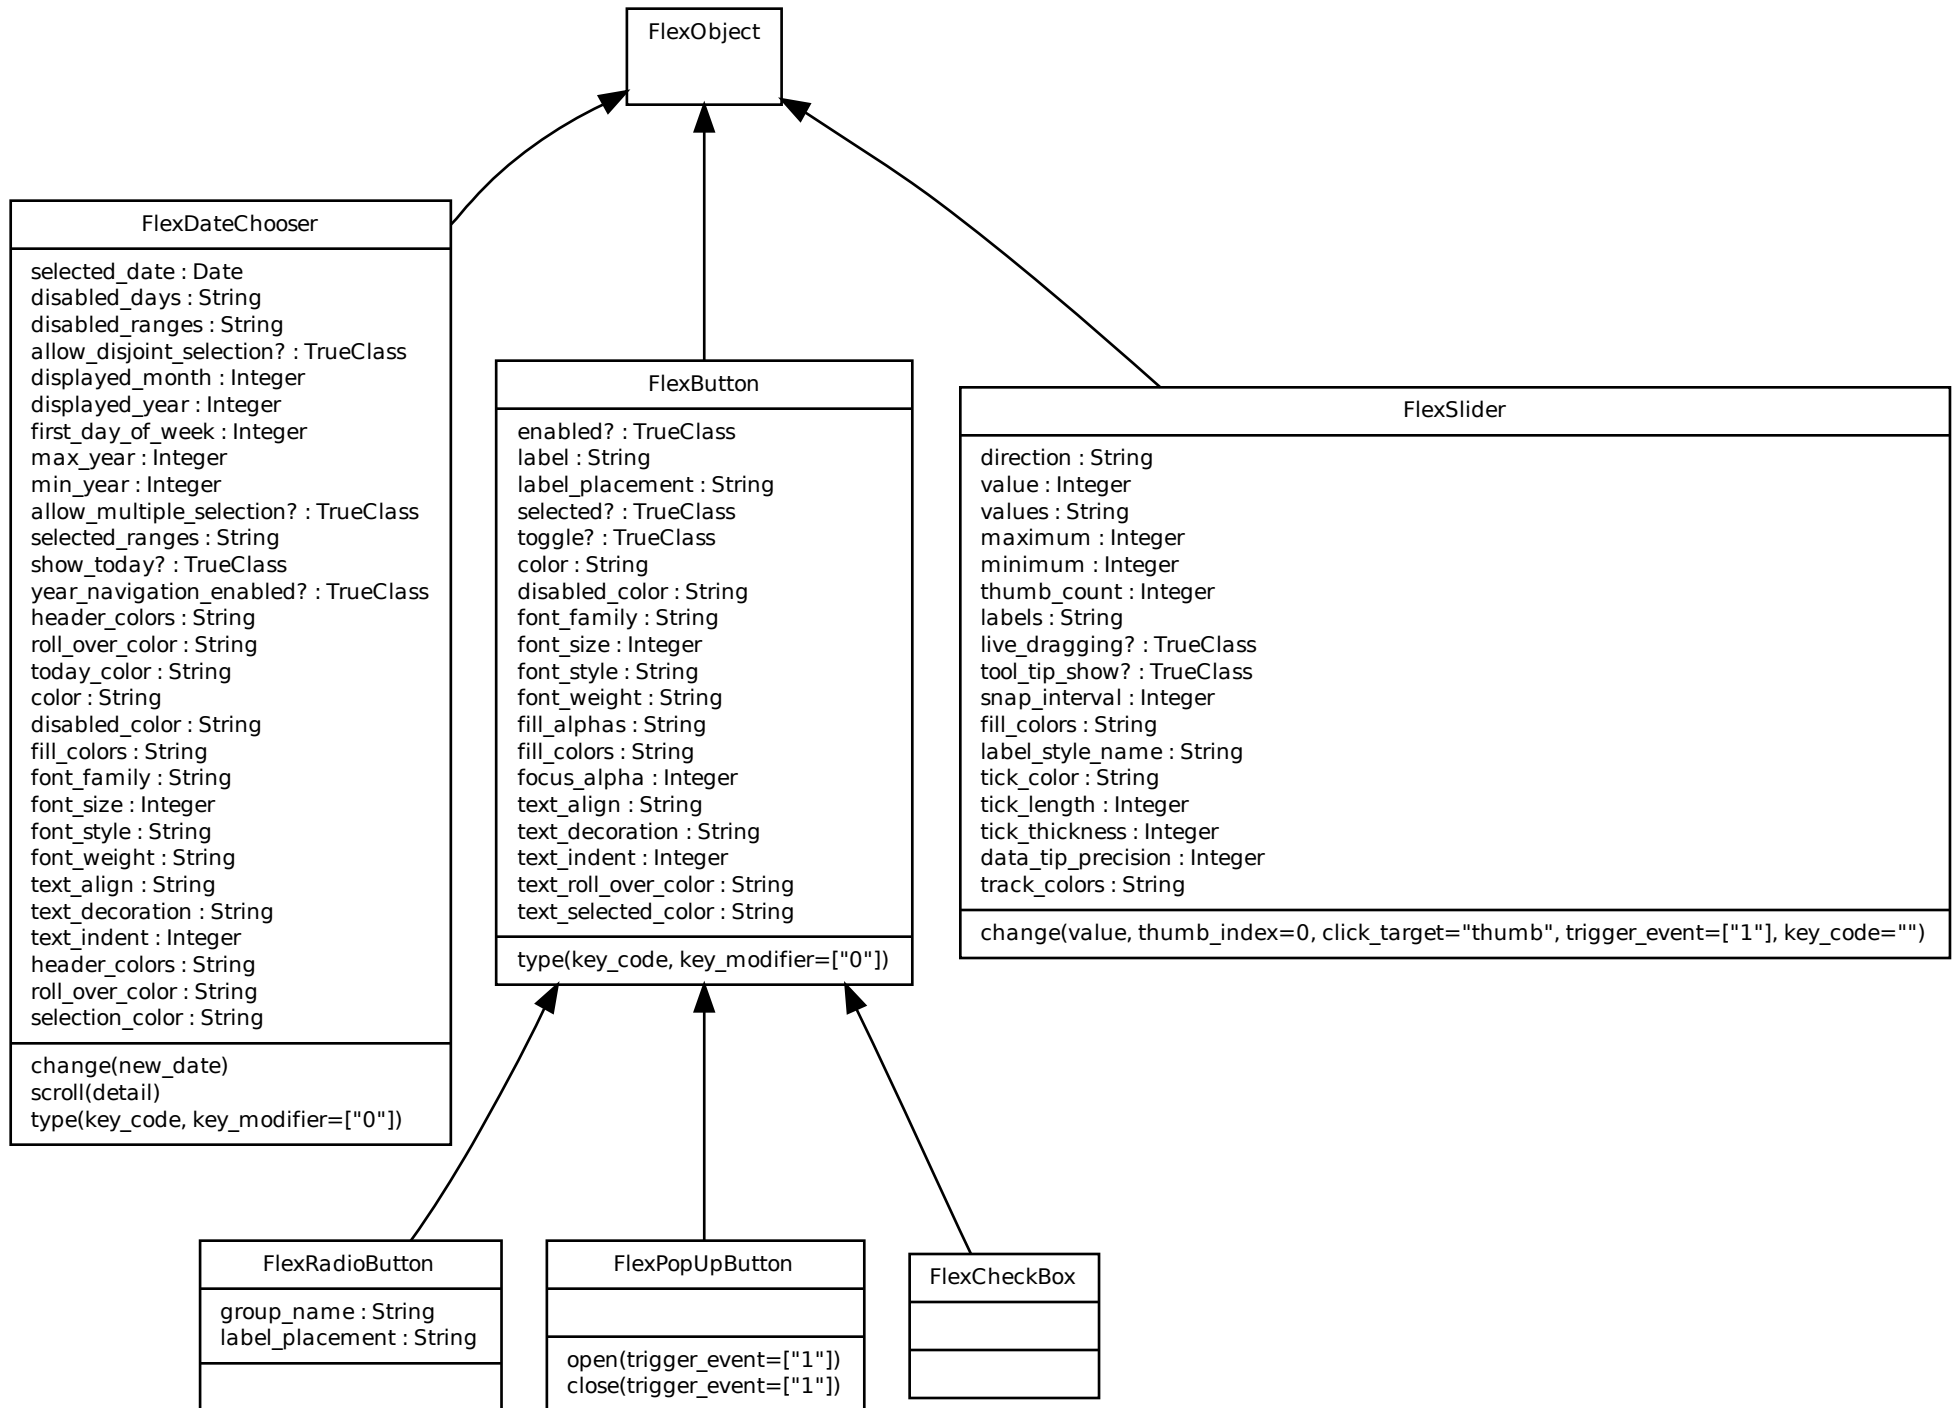 FlexObject
FlexDateChooser
selected_date : Date
disabled_days : String
disabled_ranges : String
allow_disjoint_selection? : TrueClass
displayed_month : Integer
displayed_year : Integer
first_day_of_week : Integer
max_year : Integer
min_year : Integer
allow_multiple_selection? : TrueClass
selected_ranges : String
show_today? : TrueClass
year_navigation_enabled? : TrueClass
header_colors : String
roll_over_color : String
today_color : String
color : String
disabled_color : String
fill_colors : String
font_family : String
font_size : Integer
font_style : String
font_weight : String
text_align : String
text_decoration : String
text_indent : Integer
header_colors : String
roll_over_color : String
selection_color : String
change(new_date)
scroll(detail)
type(key_code, key_modifier=["0"])
FlexButton
enabled? : TrueClass
label : String
label_placement : String
selected? : TrueClass
toggle? : TrueClass
color : String
disabled_color : String
font_family : String
font_size : Integer
font_style : String
font_weight : String
fill_alphas : String
fill_colors : String
focus_alpha : Integer
text_align : String
text_decoration : String
text_indent : Integer
text_roll_over_color : String
text_selected_color : String
type(key_code, key_modifier=["0"])
FlexSlider
direction : String
value : Integer
values : String
maximum : Integer
minimum : Integer
thumb_count : Integer
labels : String
live_dragging? : TrueClass
tool_tip_show? : TrueClass
snap_interval : Integer
fill_colors : String
label_style_name : String
tick_color : String
tick_length : Integer
tick_thickness : Integer
data_tip_precision : Integer
track_colors : String
change(value, thumb_index=0, click_target="thumb", trigger_event=["1"], key_code="")
FlexRadioButton
group_name : String
label_placement : String
FlexPopUpButton
open(trigger_event=["1"])
close(trigger_event=["1"])
FlexCheckBox